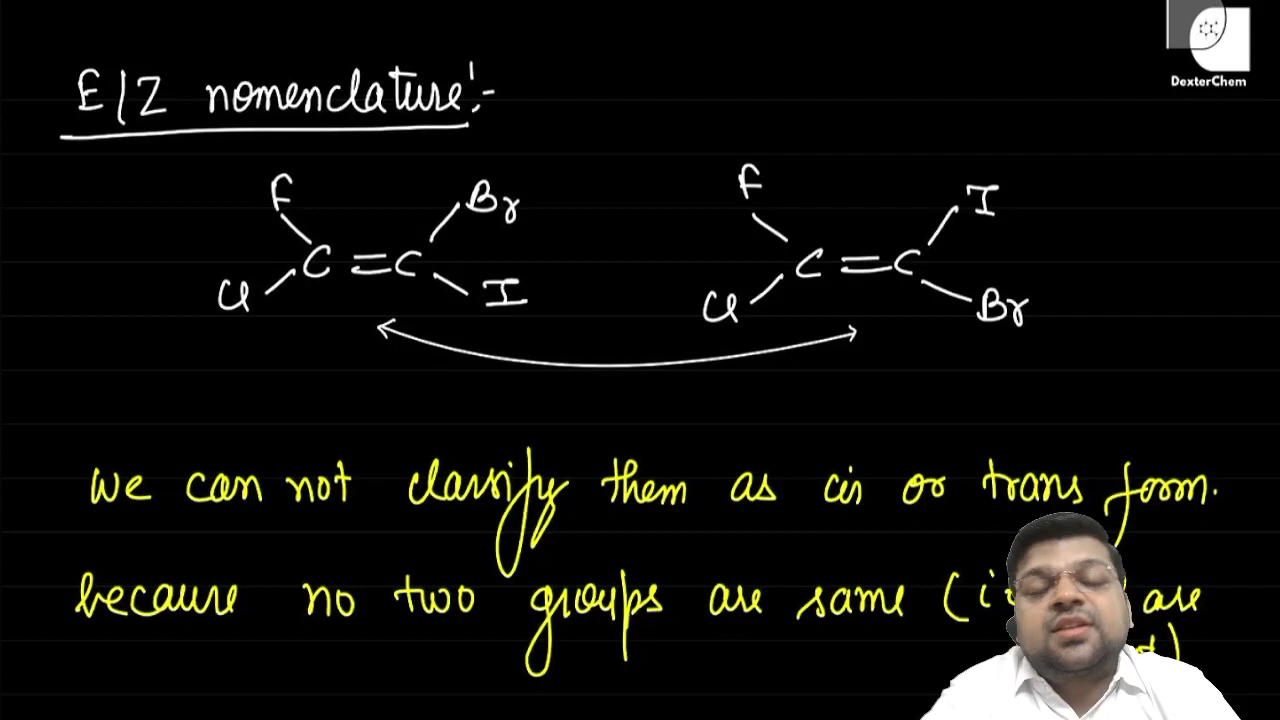 DexterChem
E/Z nomenclature:-
F Br F I
C=C C=C
Cl I Cl Br
we can not classify them as cis or trans form.
because no two groups are same (i. are